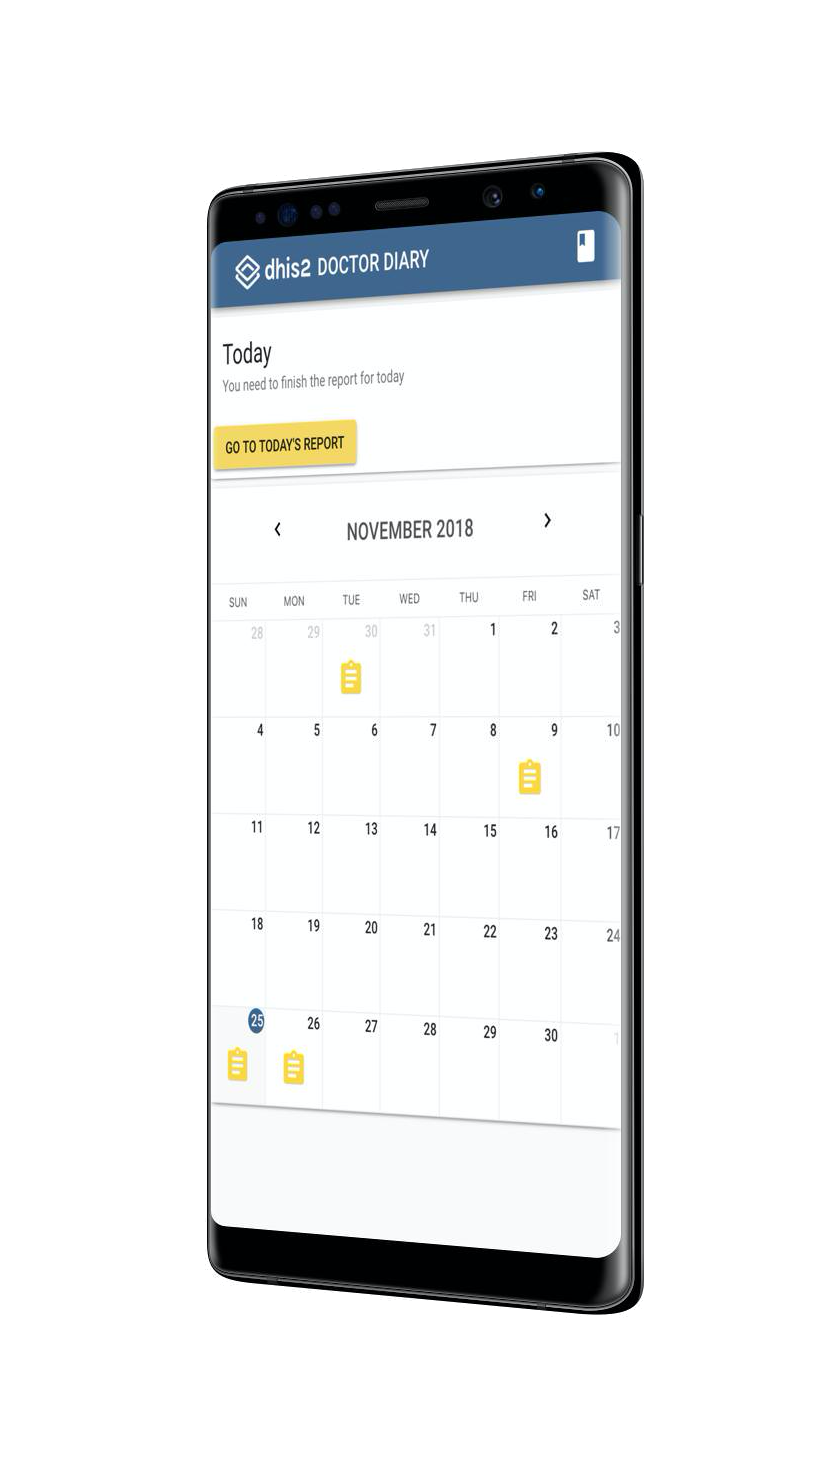 dhis2 DOCTOR DIARY
Today
You need to finish the report for today
GO TO TODAY'S REPORT
‹ NOVEMBER 2018 ›
SUN MON TUE WED THU FRI SAT
28 29 30 31 1 2 3
4 5 6 7 8 9 10
11 12 13 14 15 16 17
18 19 20 21 22 23 24
25 26 27 28 29 30 1